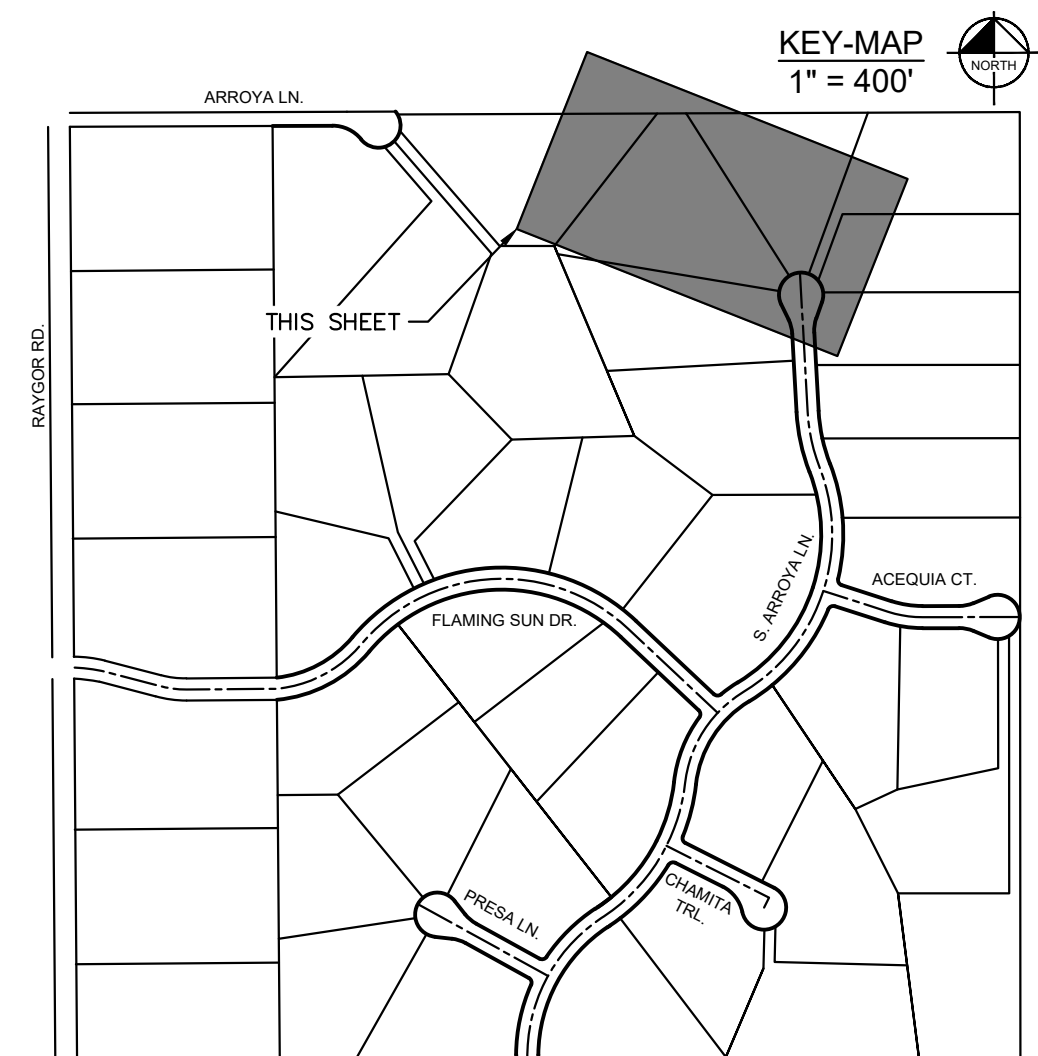 KEY-MAP
1" = 400'
NORTH
ARROYA LN.
THIS SHEET
RAYGOR RD.
S. ARROYA LN.
ACEQUIA CT.
FLAMING SUN DR.
CHAMITA
TRL.
PRESA LN.